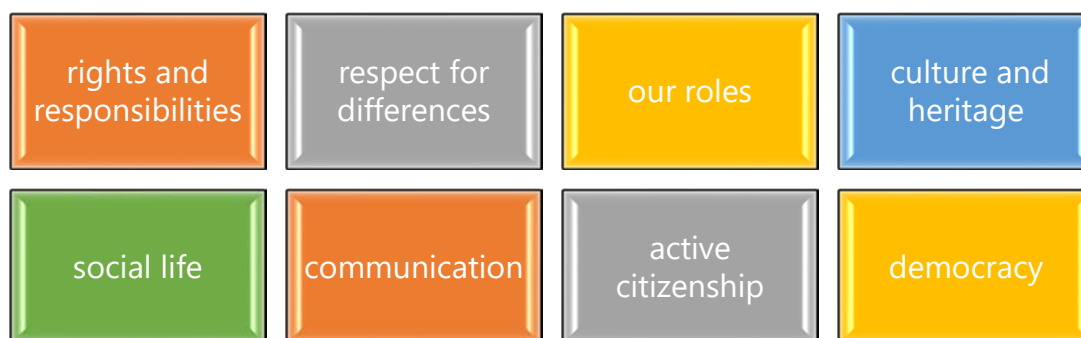 rights and
responsibilities
respect for
differences
our roles
culture and
heritage
social life
communication
active
citizenship
democracy